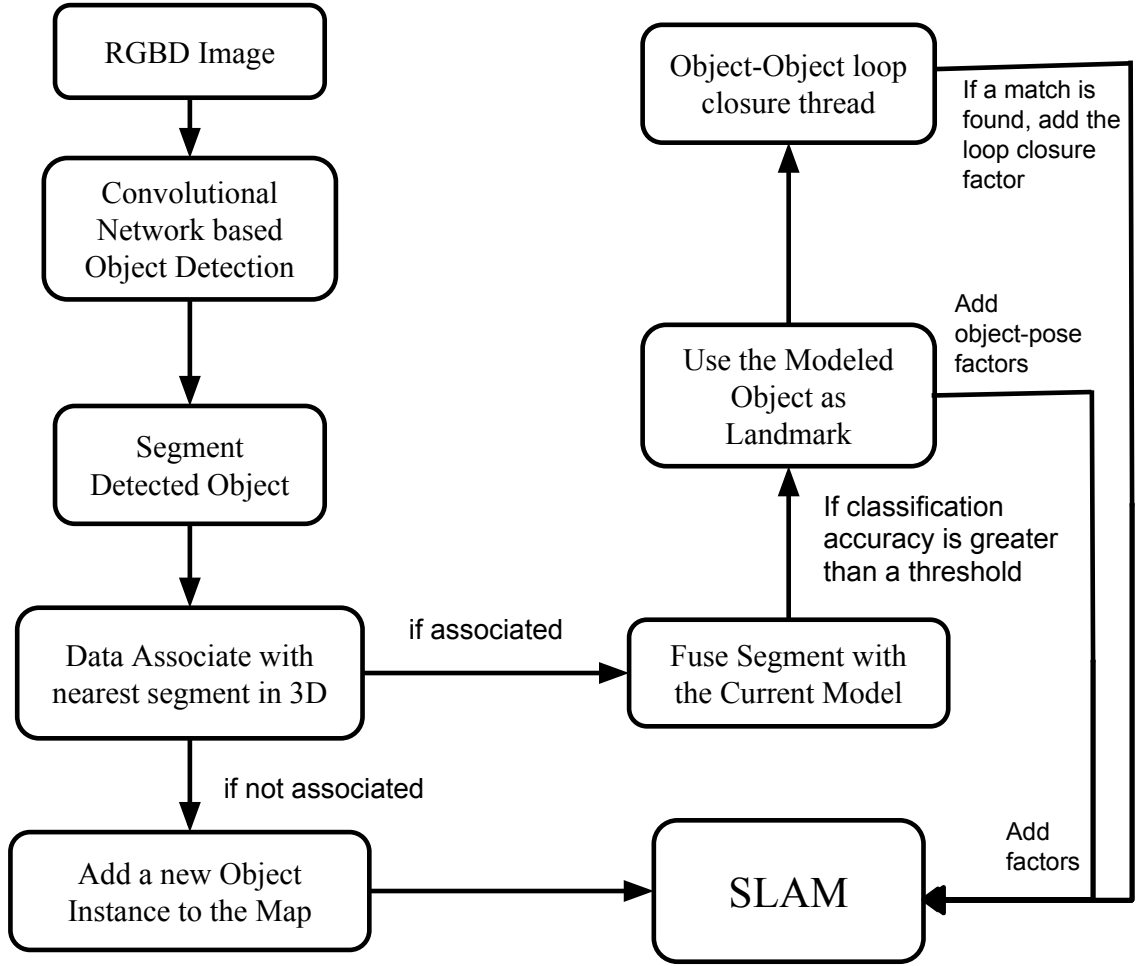 RGBD Image
Convolutional
Network based
Object Detection
Segment
Detected Object
Data Associate with
nearest segment in 3D
if associated
if not associated
Add a new Object
Instance to the Map
Fuse Segment with
the Current Model
If classification
accuracy is greater
than a threshold
Use the Modeled
Object as
Landmark
Add
object-pose
factors
Object-Object loop
closure thread
If a match is
found, add the
loop closure
factor
Add
factors
SLAM